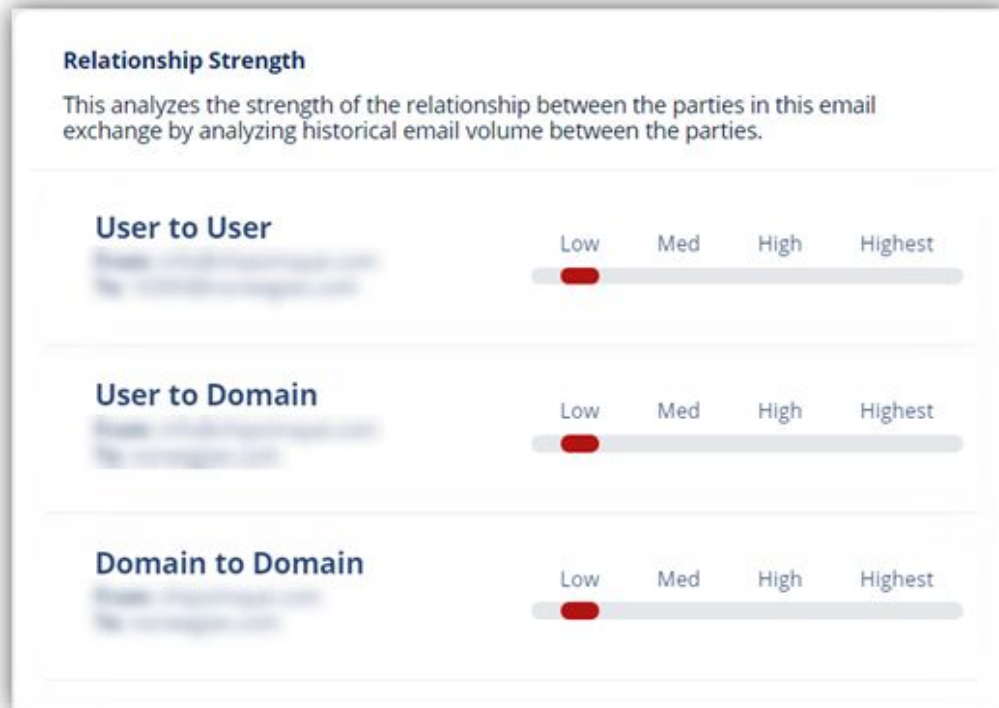 Relationship Strength
This analyzes the strength of the relationship between the parties in this email
exchange by analyzing historical email volume between the parties.
User to User
Low Med High Highest
User to Domain
Low Med High Highest
Domain to Domain
Low Med High Highest